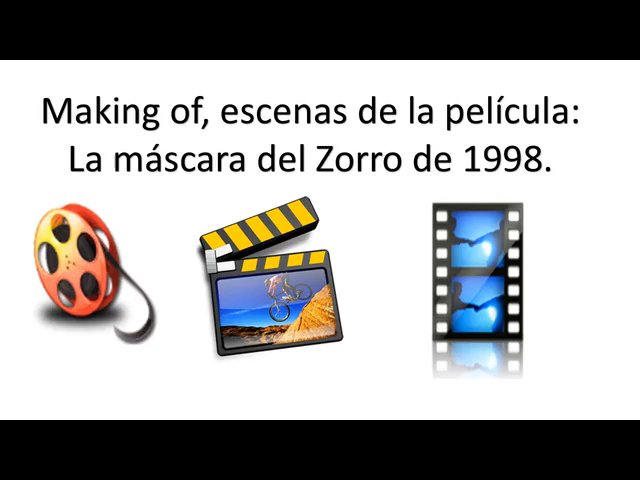 Making of, escenas de la película:
La máscara del Zorro de 1998.